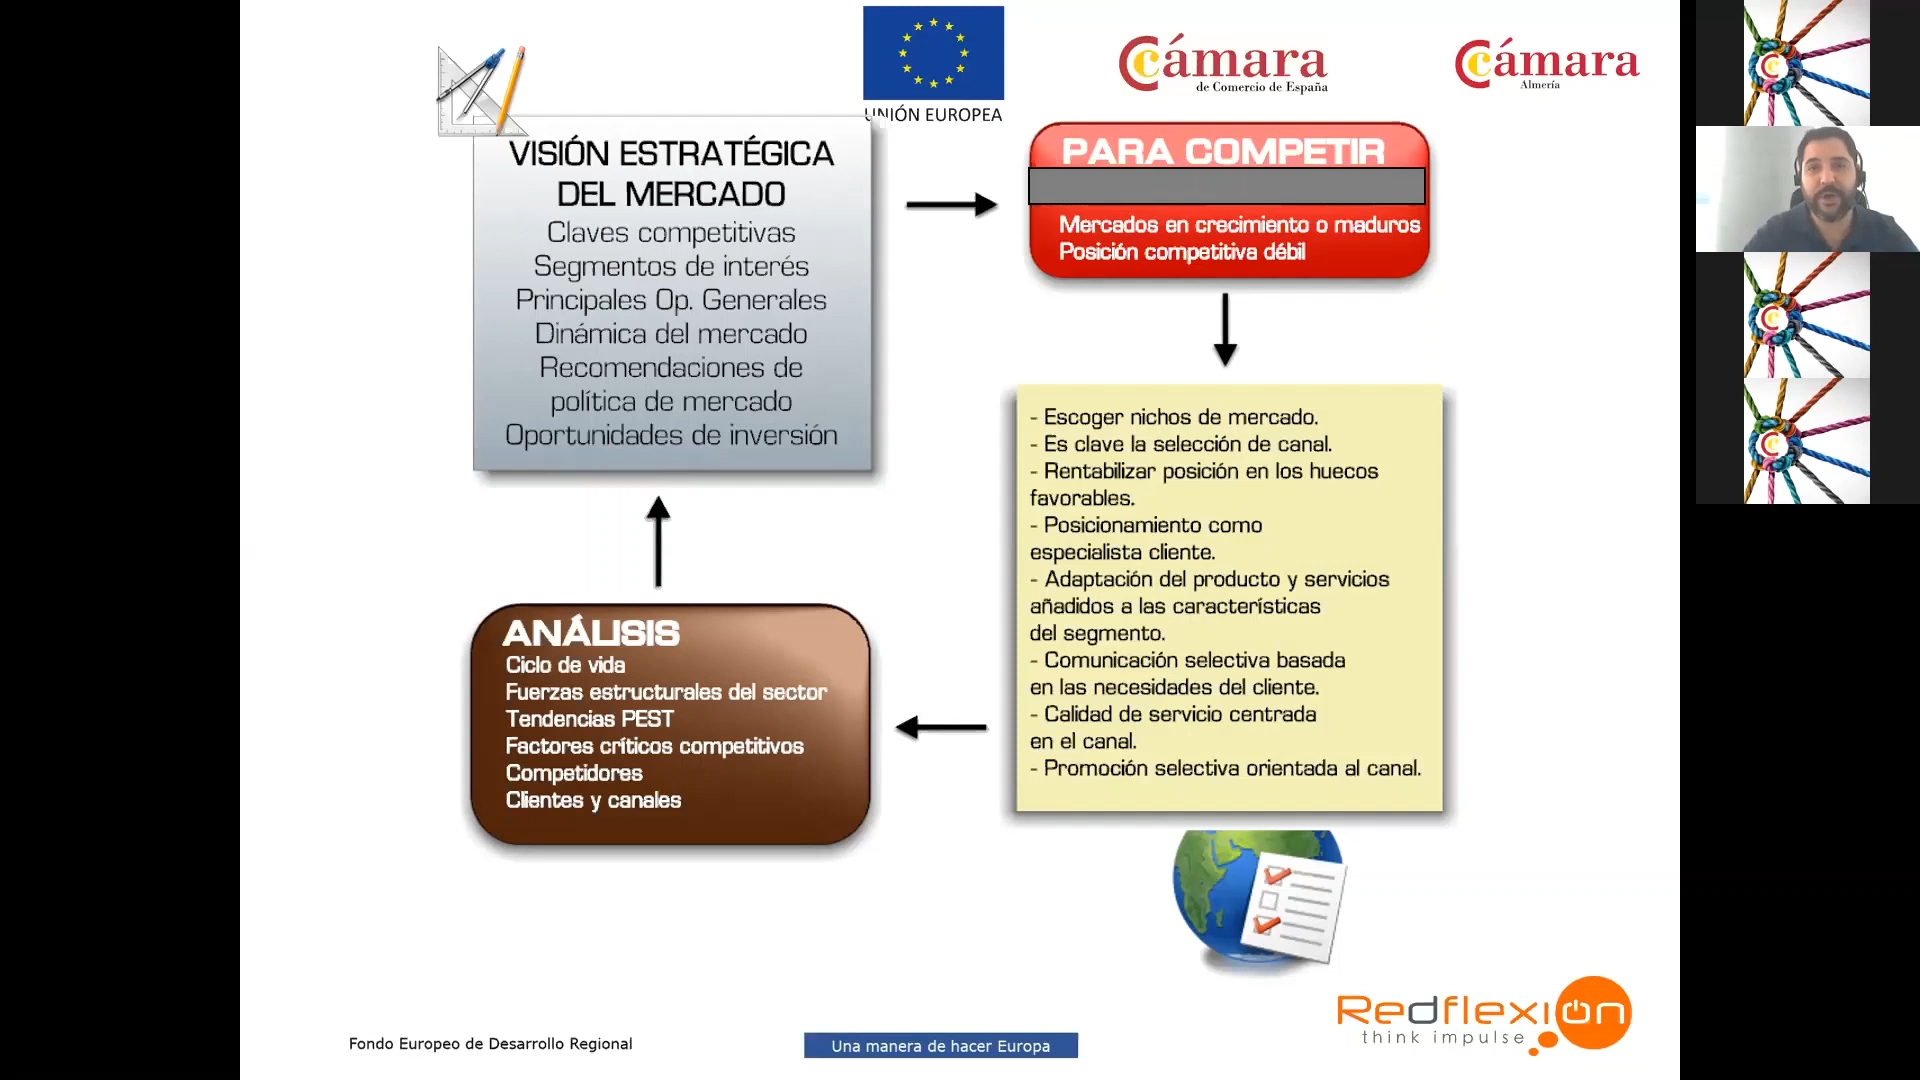 UNIÓN EUROPEA
Cámara
de Comercio de España
Cámara
Almería
VISIÓN ESTRATÉGICA
DEL MERCADO
Claves competitivas
Segmentos de interés
Principales Op. Generales
Dinámica del mercado
Recomendaciones de
política de mercado
Oportunidades de inversión
PARA COMPETIR
Mercados en crecimiento o maduros
Posición competitiva débil
- Escoger nichos de mercado.
- Es clave la selección de canal.
- Rentabilizar posición en los huecos
favorables.
- Posicionamiento como
especialista cliente.
- Adaptación del producto y servicios
añadidos a las características
del segmento.
- Comunicación selectiva basada
en las necesidades del cliente.
- Calidad de servicio centrada
en el canal.
- Promoción selectiva orientada al canal.
ANÁLISIS
Ciclo de vida
Fuerzas estructurales del sector
Tendencias PEST
Factores críticos competitivos
Competidores
Clientes y canales
Redflexion
think impulse
Fondo Europeo de Desarrollo Regional
Una manera de hacer Europa